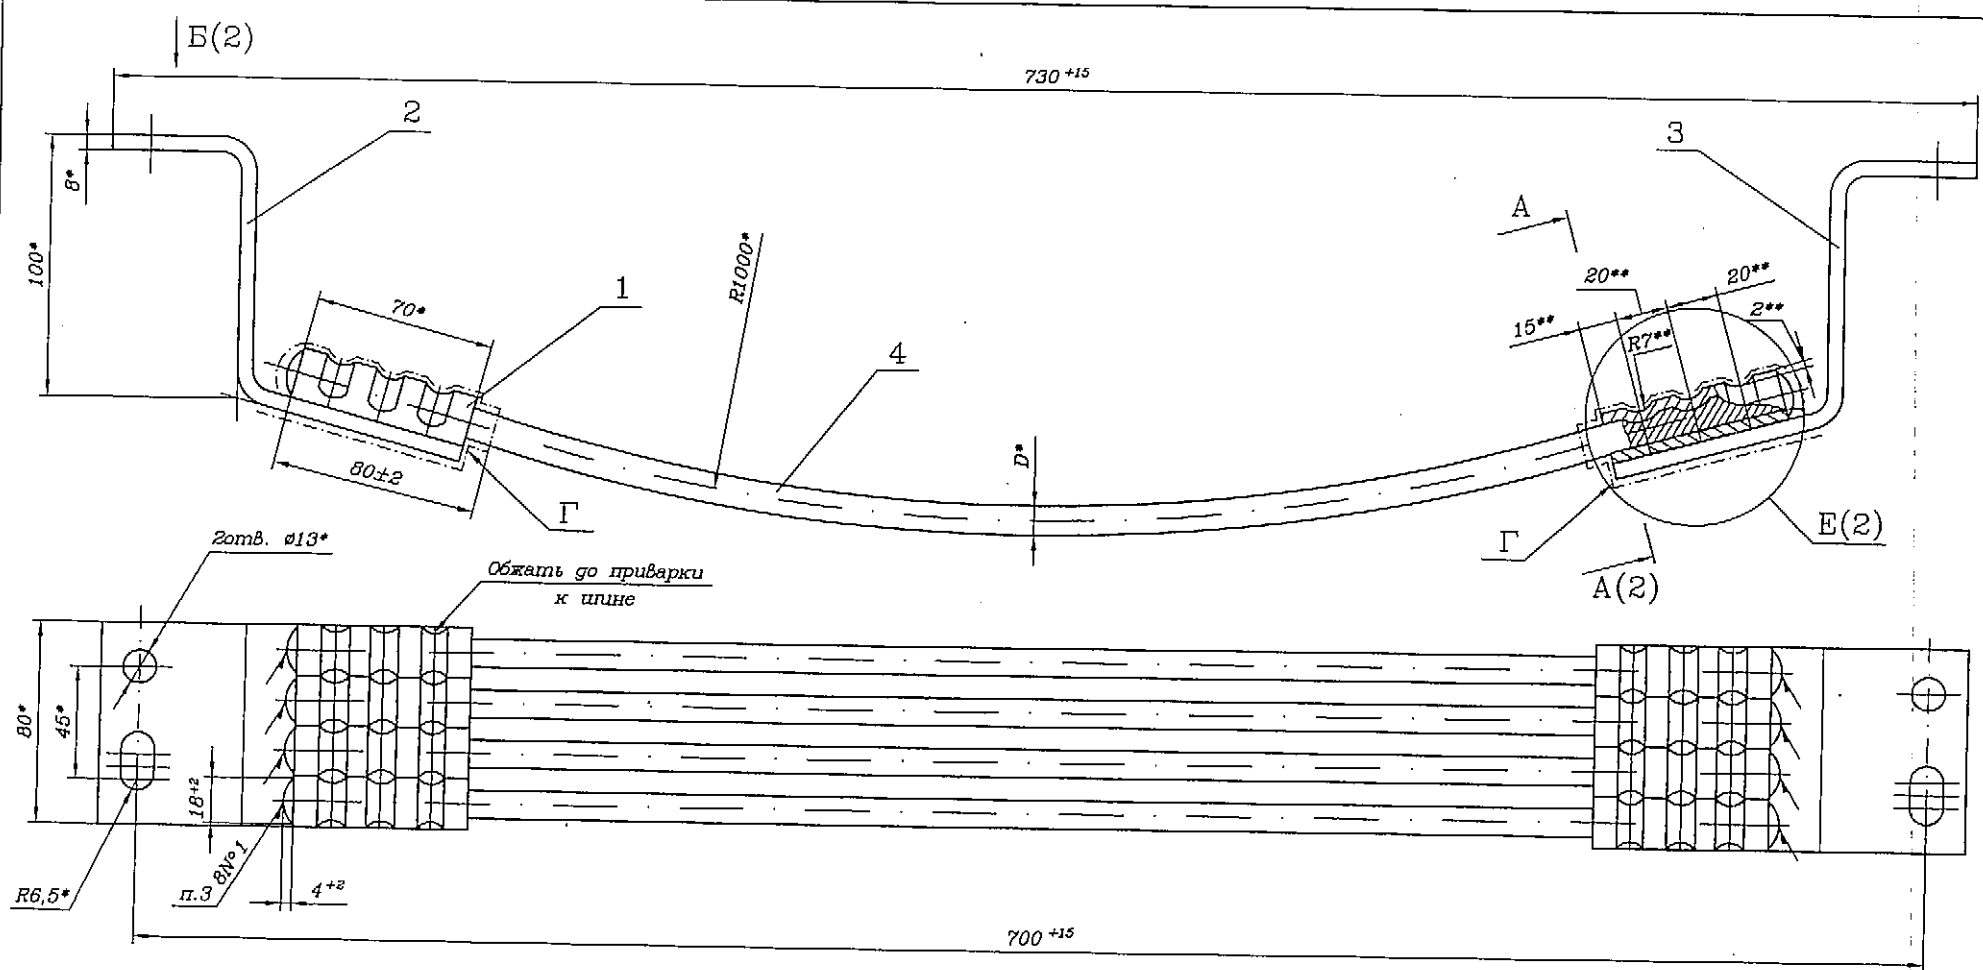 Б(2)
730 +15
2
3
8*
100*
А
R1000*
20**
20**
1
70*
15**
2**
R7**
4
D*
80±2
Г
Г
Е(2)
А(2)
2отв. ø13*
Обжать до приварки
к шине
80*
45*
18+2
8№1
п.3
4+2
R6,5*
700 +15